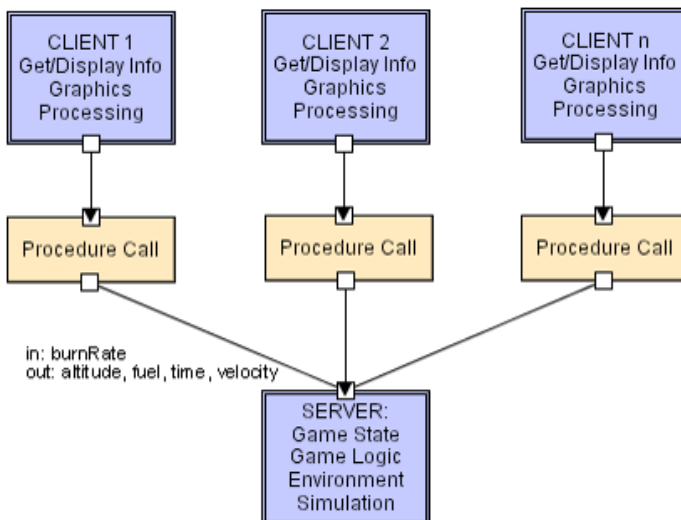 CLIENT 1
Get/Display Info
Graphics
Processing
CLIENT 2
Get/Display Info
Graphics
Processing
CLIENT n
Get/Display Info
Graphics
Processing
Procedure Call
Procedure Call
Procedure Call
in: burnRate
out: altitude, fuel, time, velocity
SERVER:
Game State
Game Logic
Environment
Simulation